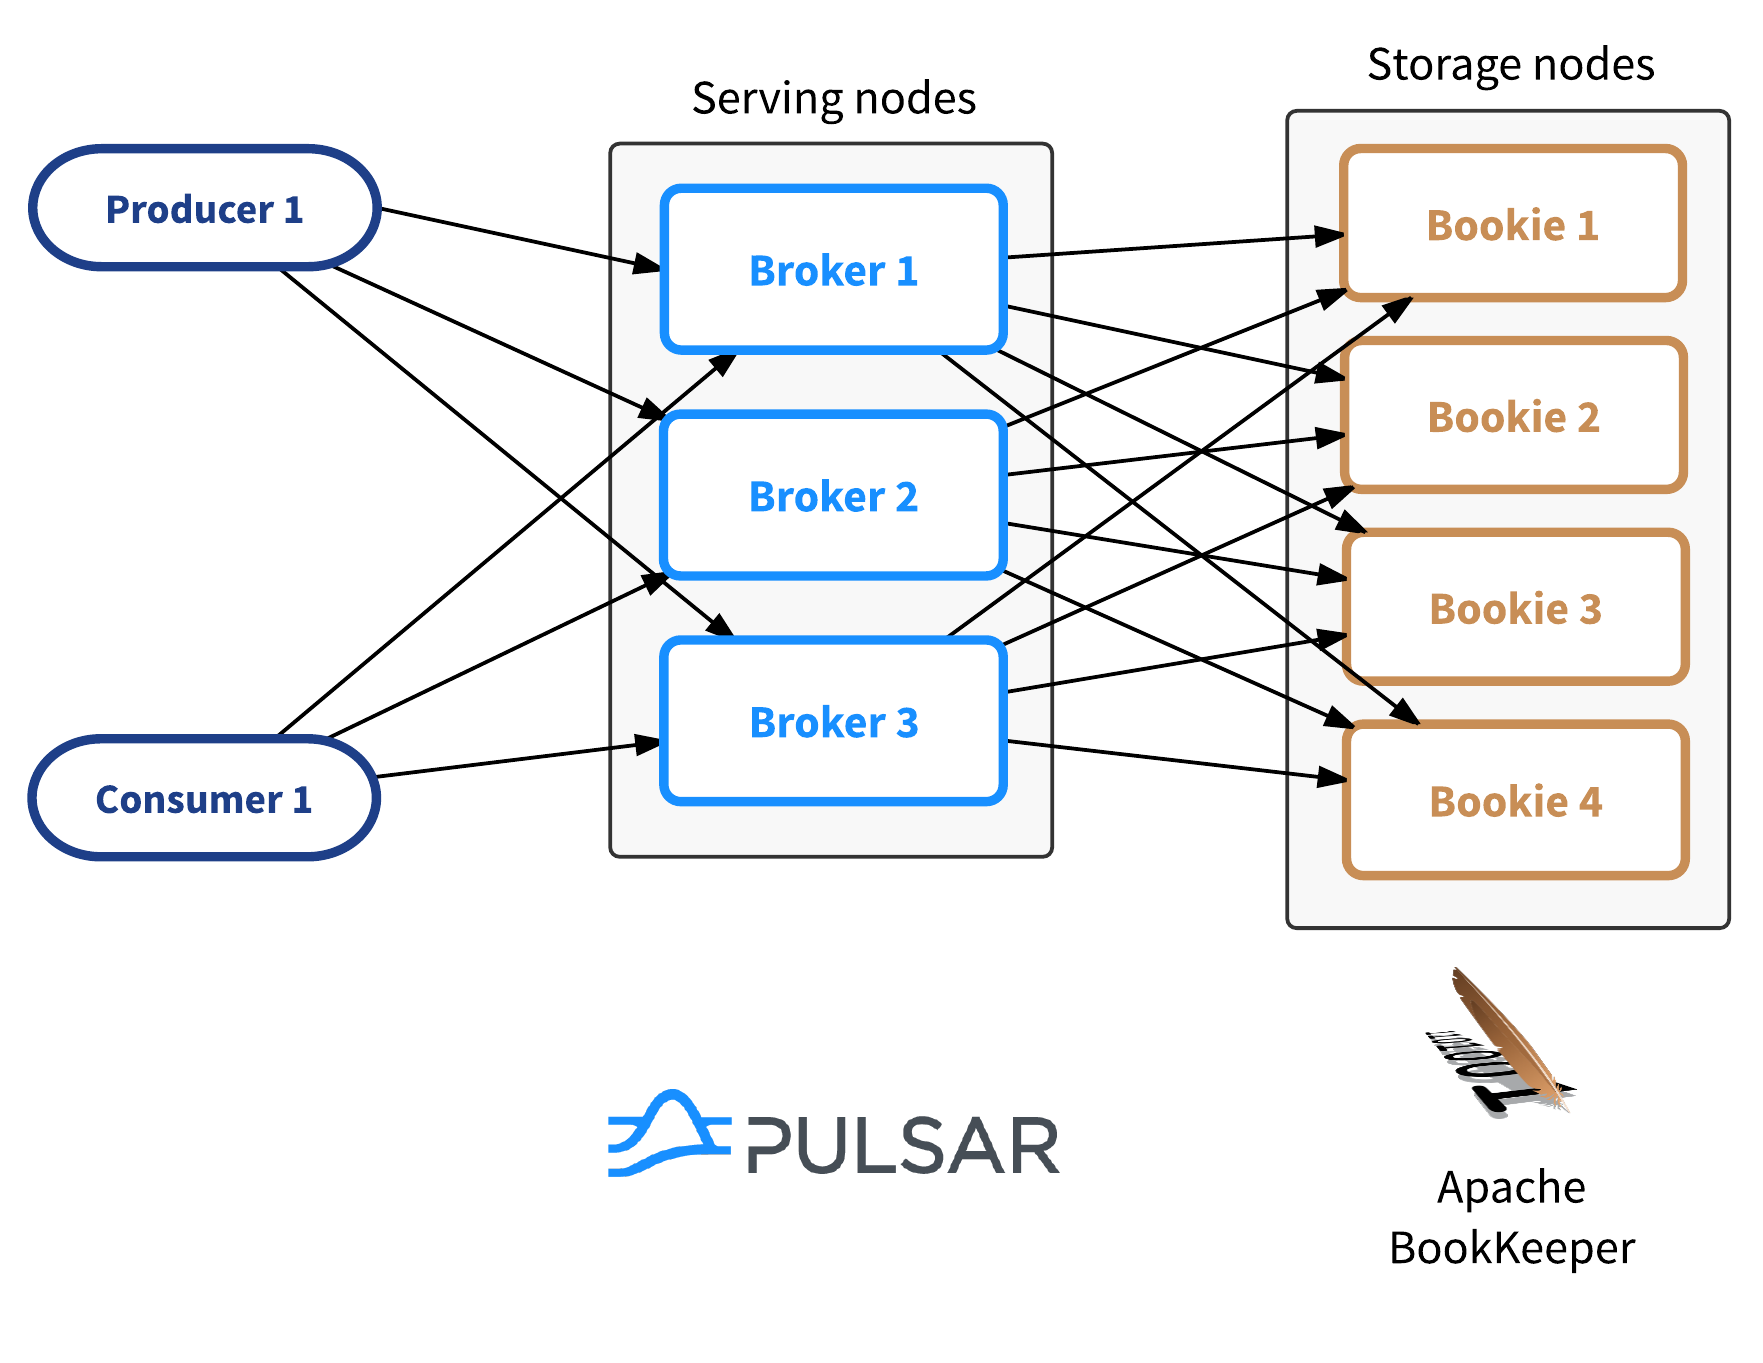 Storage nodes
Serving nodes
Producer 1
Consumer 1
Broker 1
Broker 2
Broker 3
Bookie 1
Bookie 2
Bookie 3
Bookie 4
PULSAR
Apache
BookKeeper